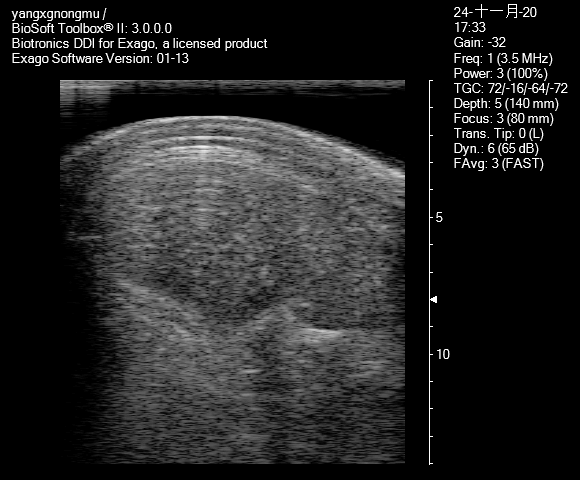 yangxgnongmu /
BioSoft Toolbox® II: 3.0.0.0
Biotronics DDI for Exago, a licensed product
Exago Software Version: 01-13
24-十一月-20
17:33
Gain: -32
Freq: 1 (3.5 MHz)
Power: 3 (100%)
TGC: 72/-16/-64/-72
Depth: 5 (140 mm)
Focus: 3 (80 mm)
Trans. Tip: 0 (L)
Dyn.: 6 (65 dB)
FAvg: 3 (FAST)
5
10